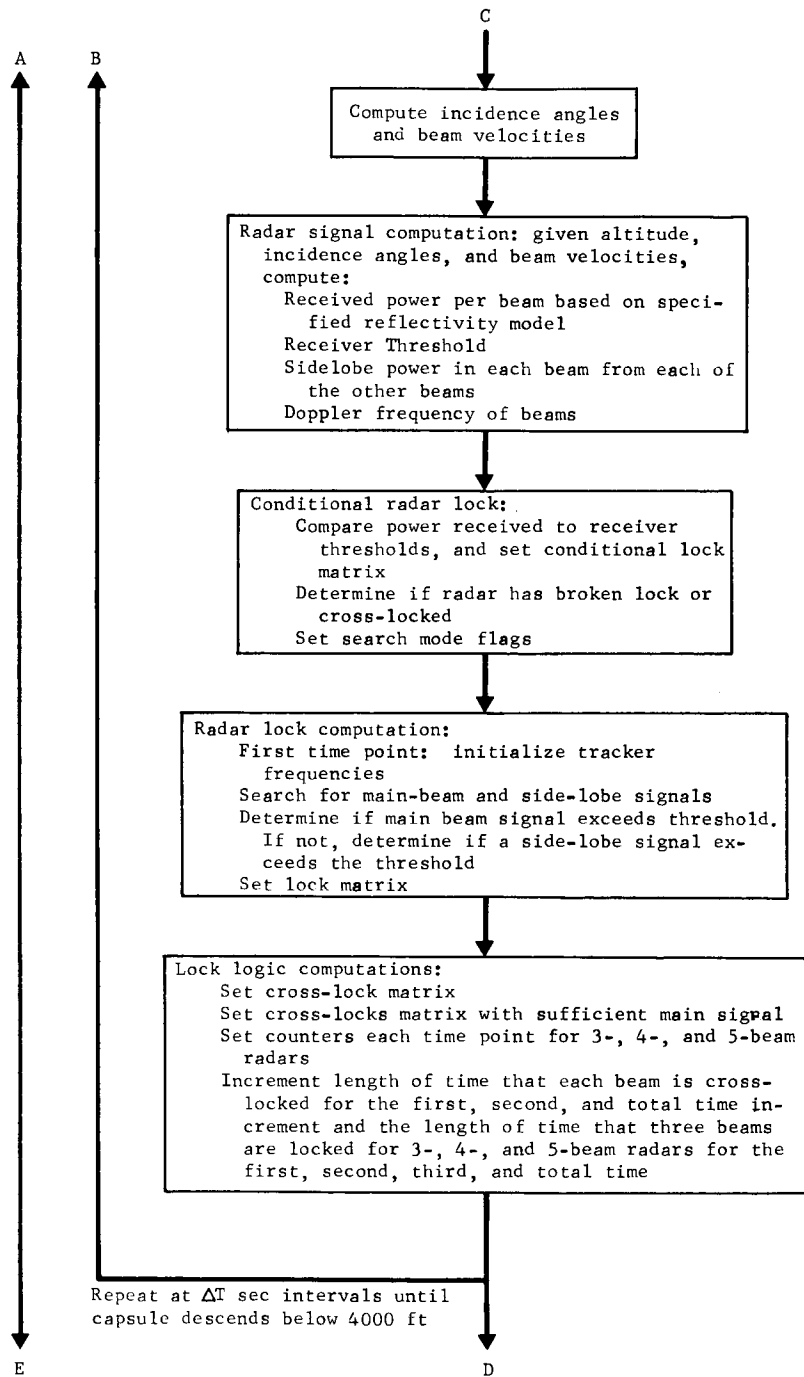 C
A B
Compute incidence angles
and beam velocities
Radar signal computation: given altitude,
incidence angles, and beam velocities,
compute:
Received power per beam based on speci-
fied reflectivity model
Receiver Threshold
Sidelobe power in each beam from each of
the other beams
Doppler frequency of beams
Conditional radar lock:
Compare power received to receiver
thresholds, and set conditional lock
matrix
Determine if radar has broken lock or
cross-locked
Set search mode flags
Radar lock computation:
First time point: initialize tracker
frequencies
Search for main-beam and side-lobe signals
Determine if main beam signal exceeds threshold.
If not, determine if a side-lobe signal ex-
ceeds the threshold
Set lock matrix
Lock logic computations:
Set cross-lock matrix
Set cross-locks matrix with sufficient main signal
Set counters each time point for 3-, 4-, and 5-beam
radars
Increment length of time that each beam is cross-
locked for the first, second, and total time in-
crement and the length of time that three beams
are locked for 3-, 4-, and 5-beam radars for the
first, second, third, and total time
Repeat at ΔT sec intervals until
capsule descends below 4000 ft
E D